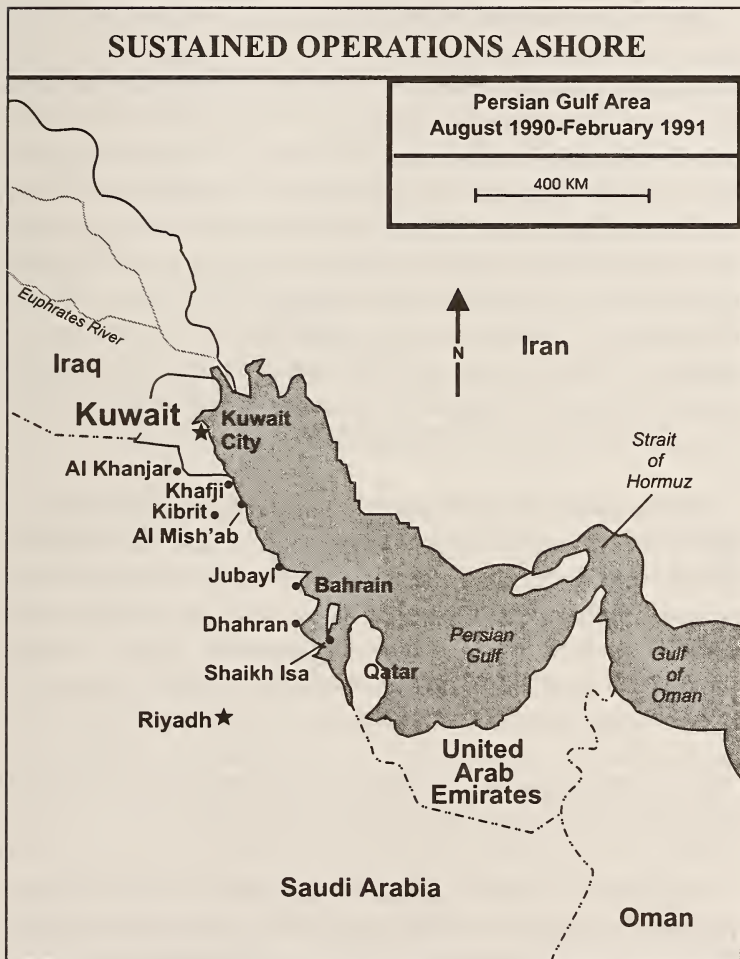 SUSTAINED OPERATIONS ASHORE
Persian Gulf Area
August 1990-February 1991
400 KM
N
Iran
Euphrates River
Iraq
Kuwait
Kuwait
City
Strait
of
Hormuz
Al Khanjar
Khafji
Kibrit
Al Mish'ab
Jubayl
Bahrain
Dhahran
Persian
Gulf
Shaikh Isa
Qatar
Gulf
of
Oman
Riyadh
United
Arab
Emirates
Saudi Arabia
Oman